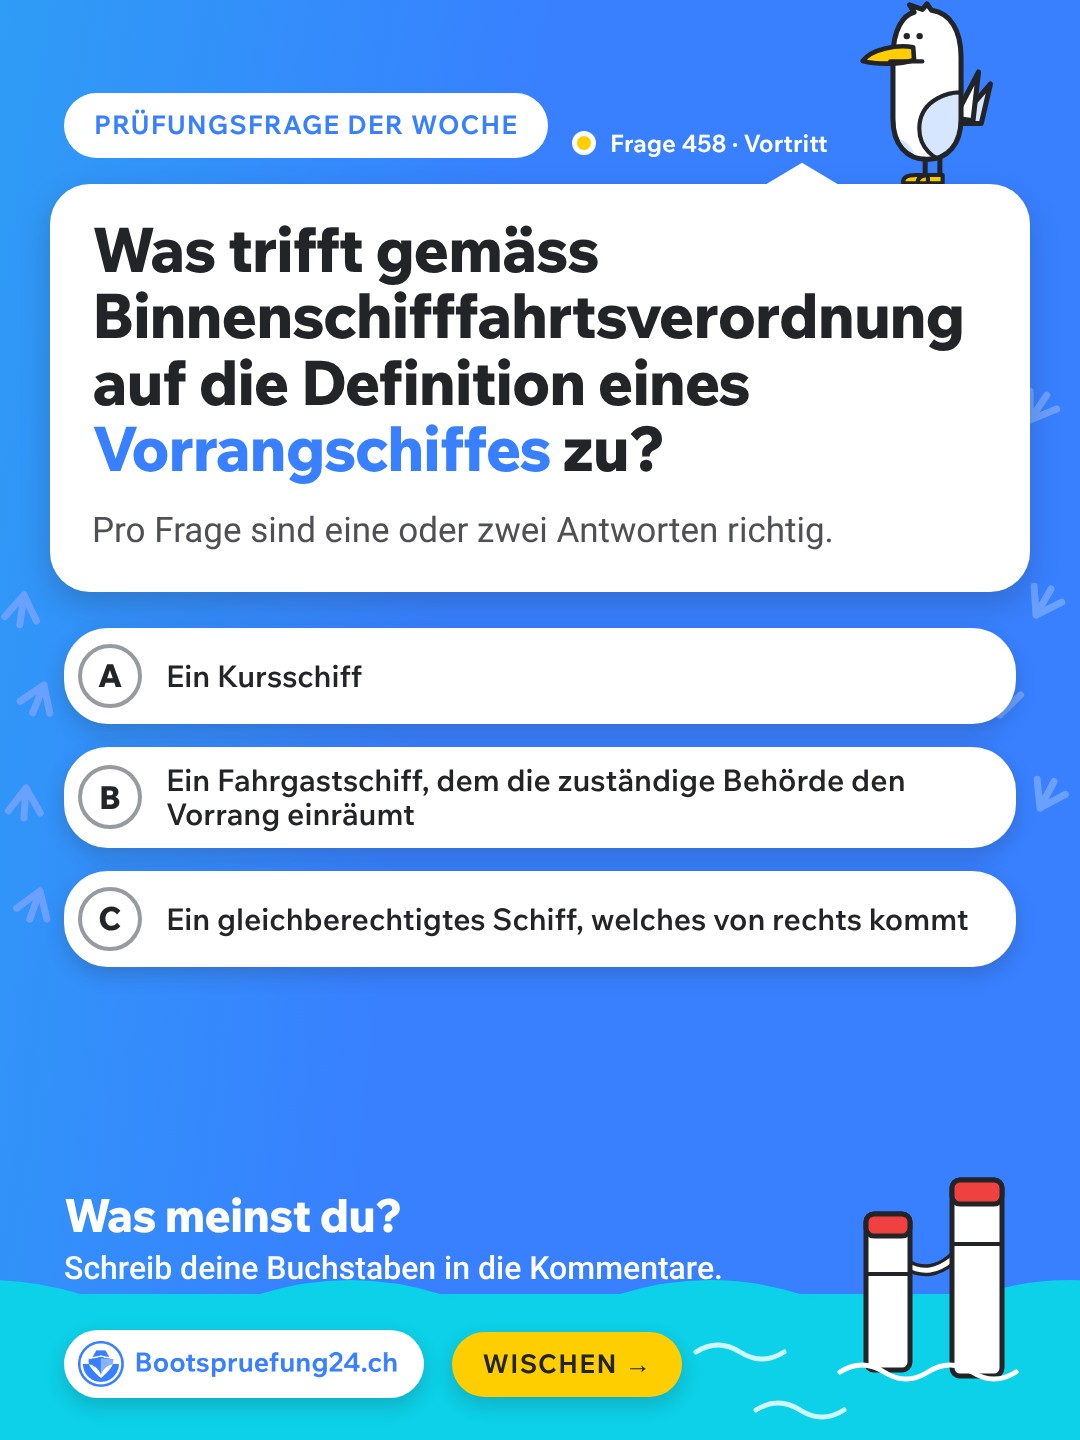 PRÜFUNGSFRAGE DER WOCHE
Frage 458 · Vortritt
Was trifft gemäss
Binnenschifffahrtsverordnung
auf die Definition eines
Vorrangschiffes zu?
Pro Frage sind eine oder zwei Antworten richtig.
A Ein Kursschiff
B Ein Fahrgastschiff, dem die zuständige Behörde den
Vorrang einräumt
C Ein gleichberechtigtes Schiff, welches von rechts kommt
Was meinst du?
Schreib deine Buchstaben in die Kommentare.
Bootspruefung24.ch
WISCHEN →